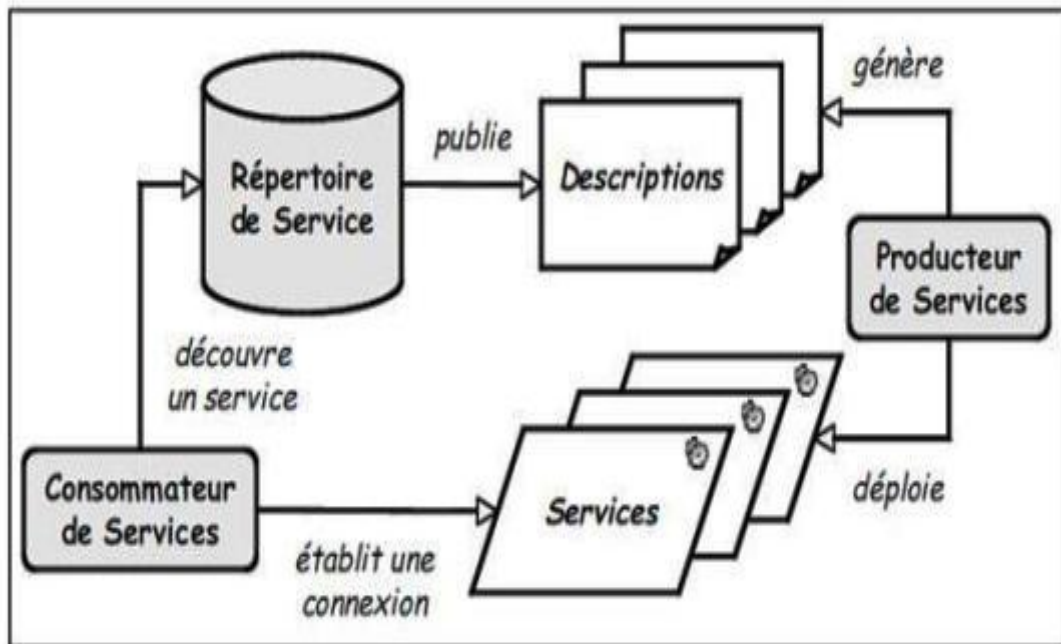 génère
publie
Répertoire
de Service
Descriptions
Producteur
de Services
découvre
un service
Consommateur
de Services
Services
déploie
établit une
connexion